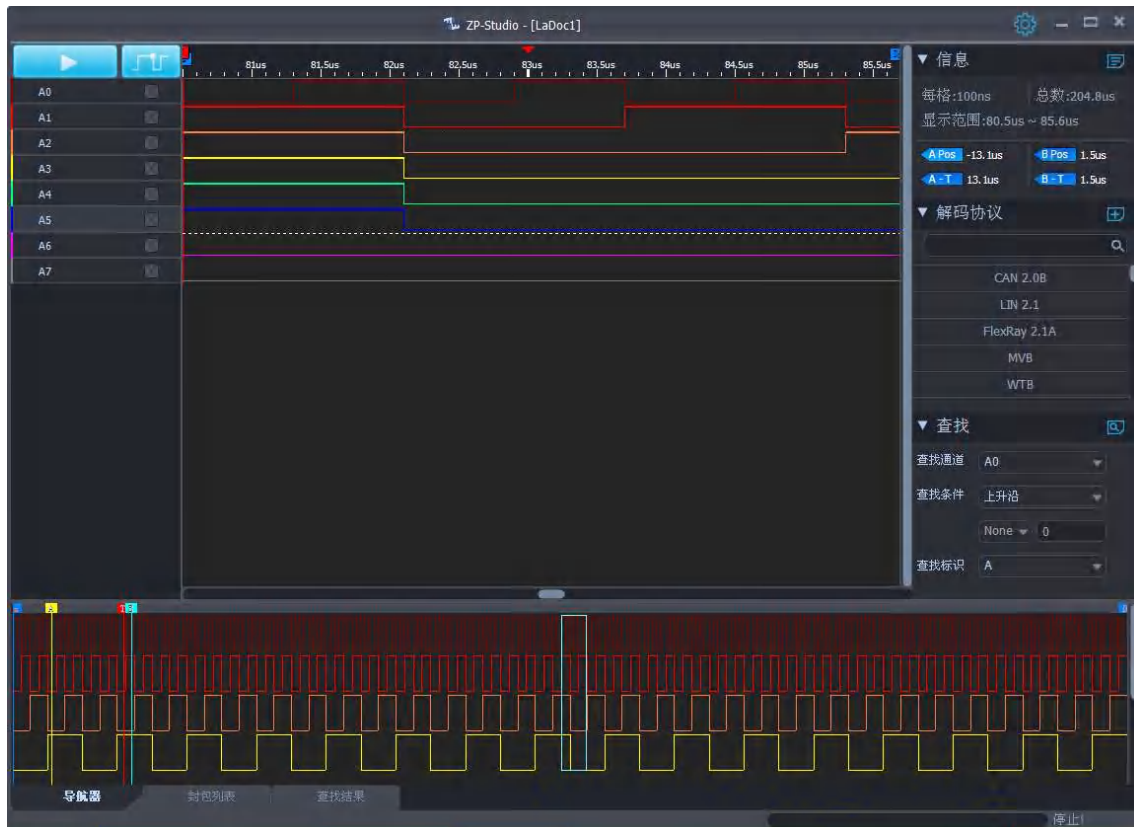 ZP-Studio - [LaDoc1]
81us 81,5us 82us 82,5us 83us 83,5us 84us 84,5us 85us 85,5us
A0
A1
A2
A3
A4
A5
A6
A7
信息
每格:100ns 总数:204.8us
显示范围:80.5us ~ 85.6us
A Pos -13.1us B Pos 1.5us
A - T 13.1us B - T 1.5us
解码协议
CAN 2.0B
LIN 2.1
FlexRay 2.1A
MVB
WTB
查找
查找通道 A0
查找条件 上升沿
None 0
查找标识 A
导航器 封包列表 查找结果
停止!